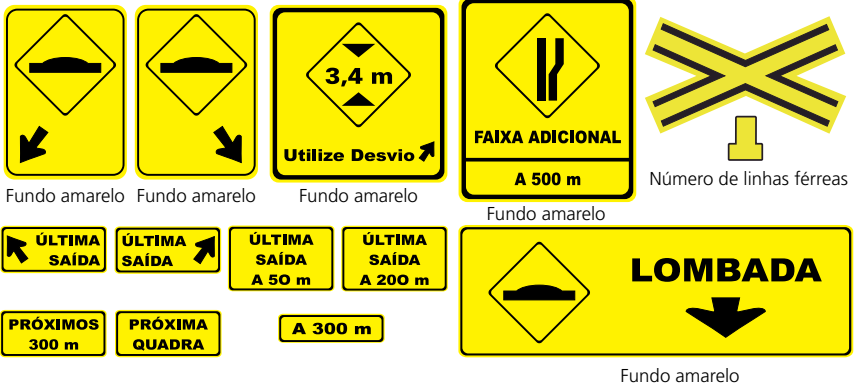 3,4 m
Utilize Desvio
FAIXA ADICIONAL
A 500 m
Fundo amarelo
Fundo amarelo
Fundo amarelo
Fundo amarelo
Número de linhas férreas
ÚLTIMA
SAÍDA
ÚLTIMA
SAÍDA
ÚLTIMA
SAÍDA
A 50 m
ÚLTIMA
SAÍDA
A 200 m
LOMBADA
PRÓXIMOS
300 m
PRÓXIMA
QUADRA
A 300 m
Fundo amarelo